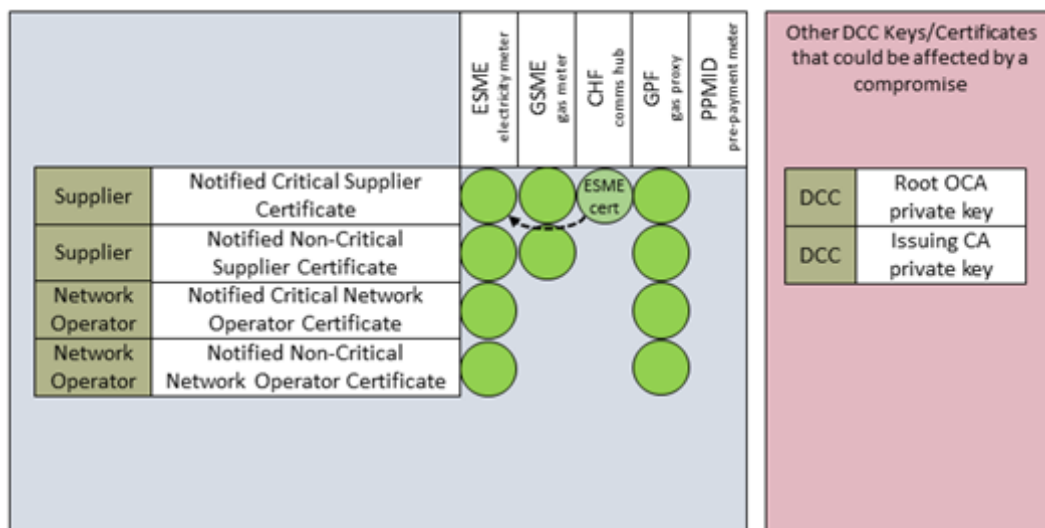 ESME
electricity meter
GSME
gas meter
CHF
comms hub
GPF
gas proxy
PPMID
pre-payment meter
Supplier
Notified Critical Supplier
Certificate
ESME
cert
Supplier
Notified Non-Critical
Supplier Certificate
Network
Operator
Notified Critical Network
Operator Certificate
Network
Operator
Notified Non-Critical
Network Operator Certificate
Other DCC Keys/Certificates
that could be affected by a
compromise
DCC
Root OCA
private key
DCC
Issuing CA
private key